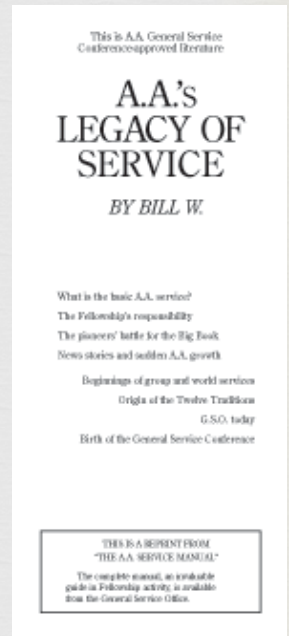 This is A.A. General Service
Conference-approved literature
A.A.'s
LEGACY OF
SERVICE
BY BILL W.
What is the basic A.A. service?
The Fellowship's responsibility
The pioneers' battle for the Big Book
News stories and sudden A.A. growth
Beginnings of group and world services
Origin of the Twelve Traditions
G.S.O. today
Birth of the General Service Conference
THIS IS A REPRINT FROM
"THE A.A. SERVICE MANUAL"
The complete manual, an invaluable
guide in Fellowship activity, is available
from the General Service Office.